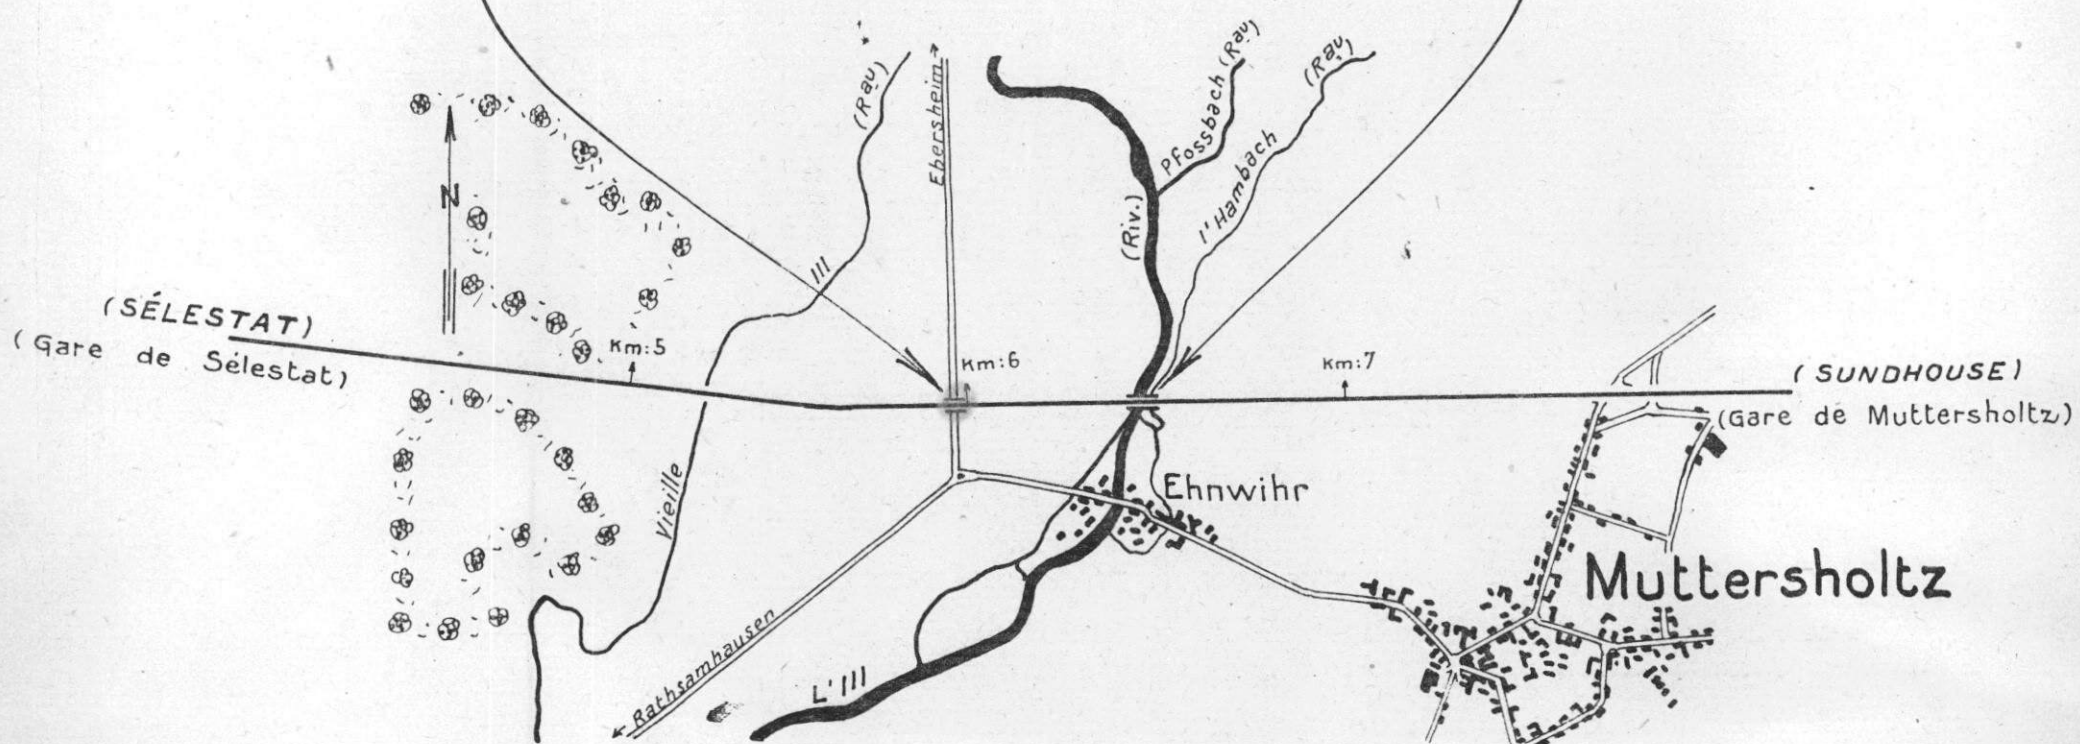 Pfossbach (Rau)
(Rau)
(Rau)
Ebersheim
l'Hambach
N
(Riv.)
Ill
(SÉLESTAT)
(Gare de Sélestat)
Km:5
Km:6
Km:7
(SUNDHOUSE)
(Gare de Muttersholtz)
Vieille
Ehnwihr
Muttersholtz
Rathsamhausen
L'Ill